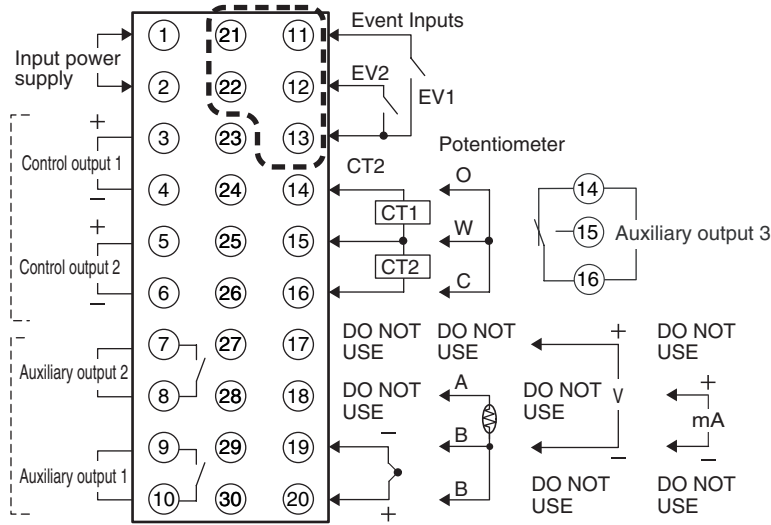 Event Inputs
1 21 11
Input power
supply
EV2
2 22 12
EV1
+
3 23 13
Potentiometer
Control output 1
CT2
O
4 24 14
–
CT1
14
+
5 25 15
W
15 Auxiliary output 3
Control output 2
CT2
6 26 16
C
16
–
DO NOT
USE
DO NOT
USE
+
DO NOT
USE
7 27 17
Auxiliary output 2
DO NOT
USE
A
DO NOT
USE
V
+
8 28 18
mA
–
B
–
–
9 29 19
Auxiliary output 1
B
DO NOT
USE
DO NOT
USE
10 30 20
+